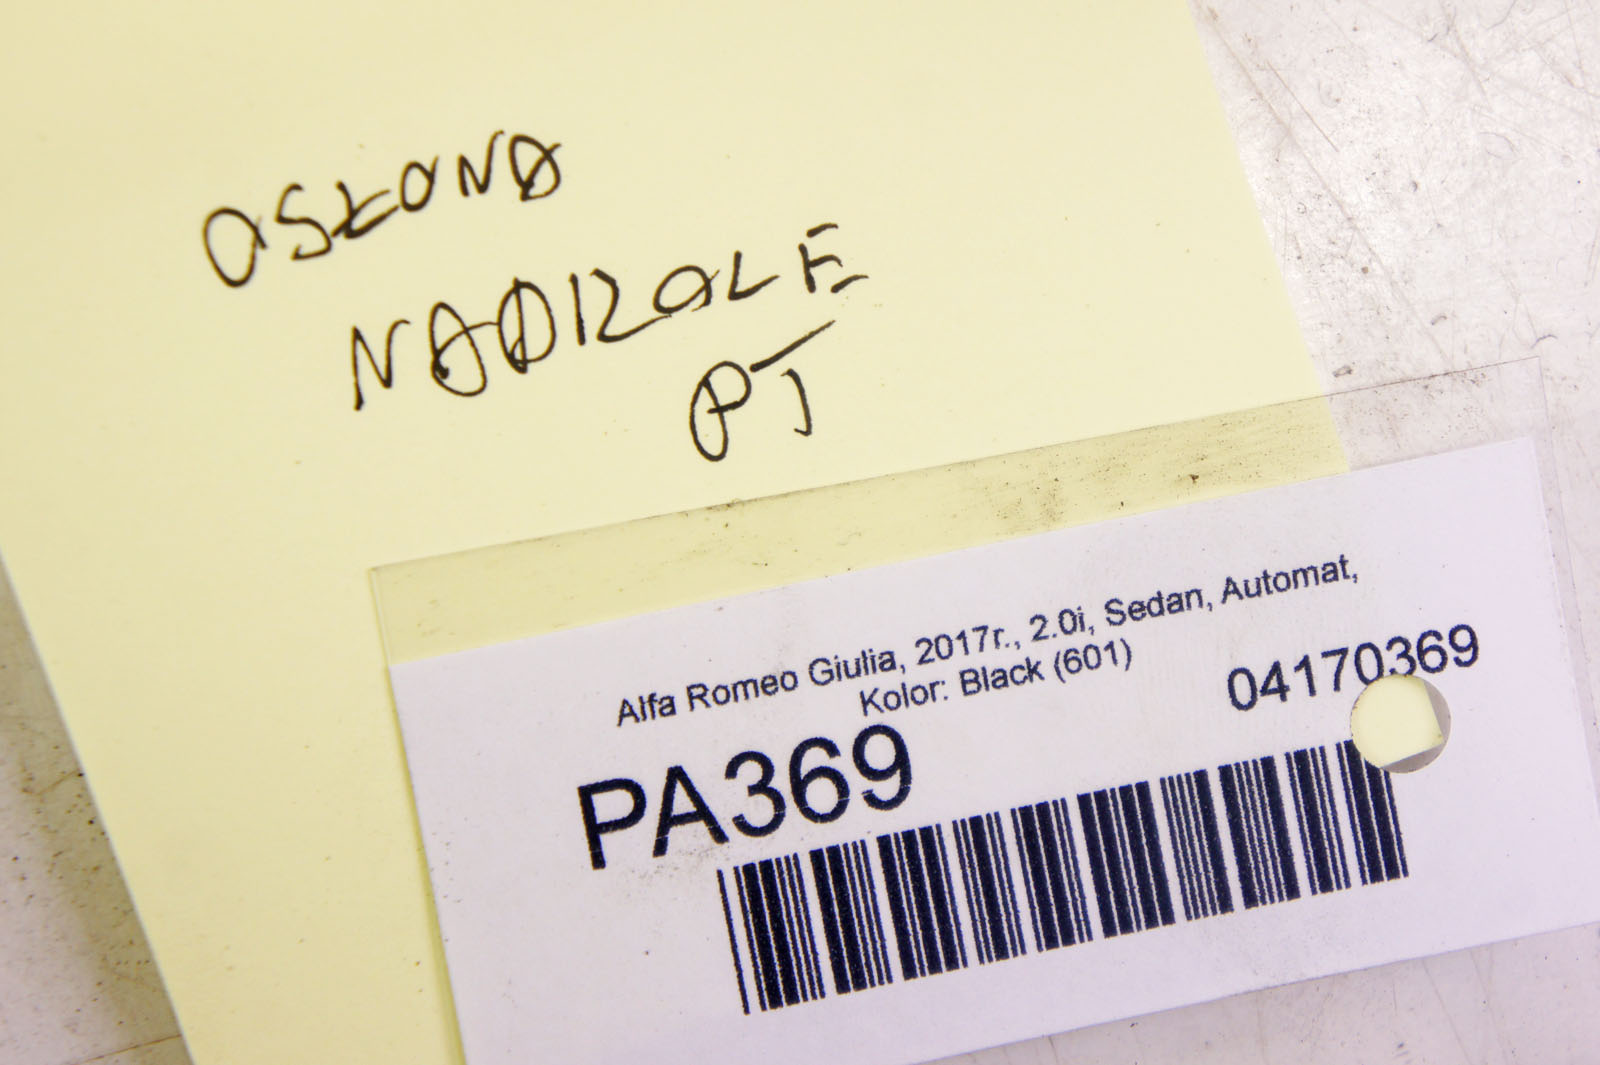 OSŁONA
NADKOLE
PT
Alfa Romeo Giulia, 2017r., 2.0i, Sedan, Automat,
Kolor: Black (601)
04170369
PA369